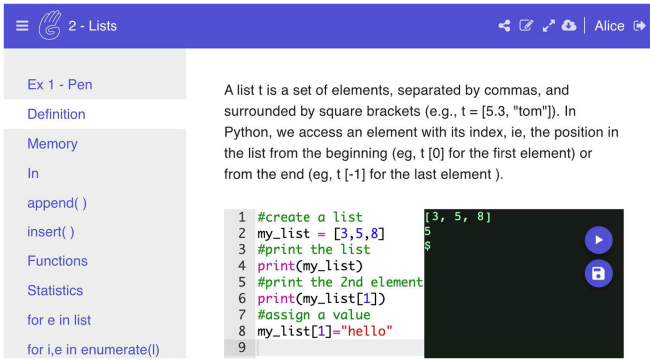 2 - Lists
Alice
Ex 1 - Pen
Definition
Memory
In
append( )
insert( )
Functions
Statistics
for e in list
for i,e in enumerate(l)
A list t is a set of elements, separated by commas, and
surrounded by square brackets (e.g., t = [5.3, "tom"]). In
Python, we access an element with its index, ie, the position in
the list from the beginning (eg, t [0] for the first element) or
from the end (eg, t [-1] for the last element ).
1 #create a list
2 my_list = [3,5,8]
3 #print the list
4 print(my_list)
5 #print the 2nd element
6 print(my_list[1])
7 #assign a value
8 my_list[1]="hello"
9
[3, 5, 8]
5
$